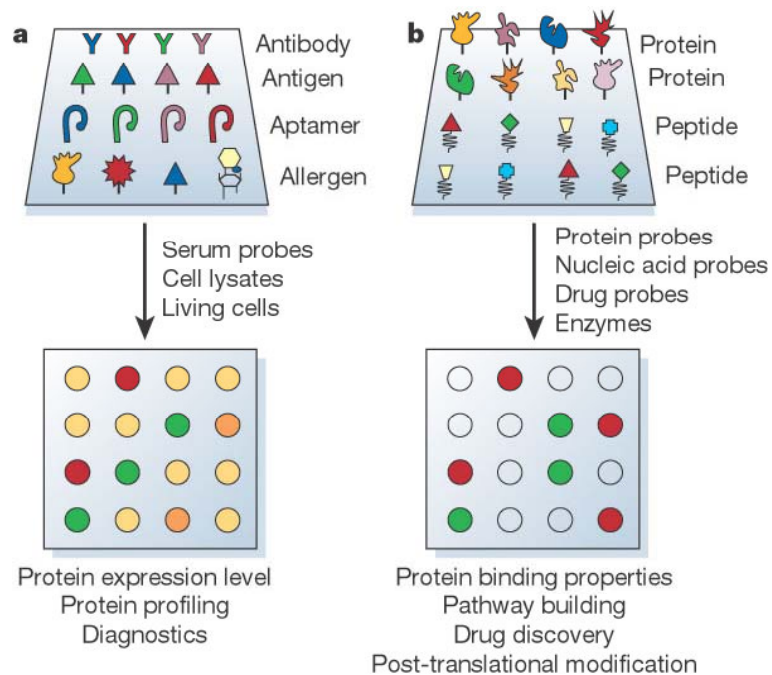 a
Antibody
Antigen
Aptamer
Allergen
Serum probes
Cell lysates
Living cells
Protein expression level
Protein profiling
Diagnostics
b
Protein
Protein
Peptide
Peptide
Protein probes
Nucleic acid probes
Drug probes
Enzymes
Protein binding properties
Pathway building
Drug discovery
Post-translational modification